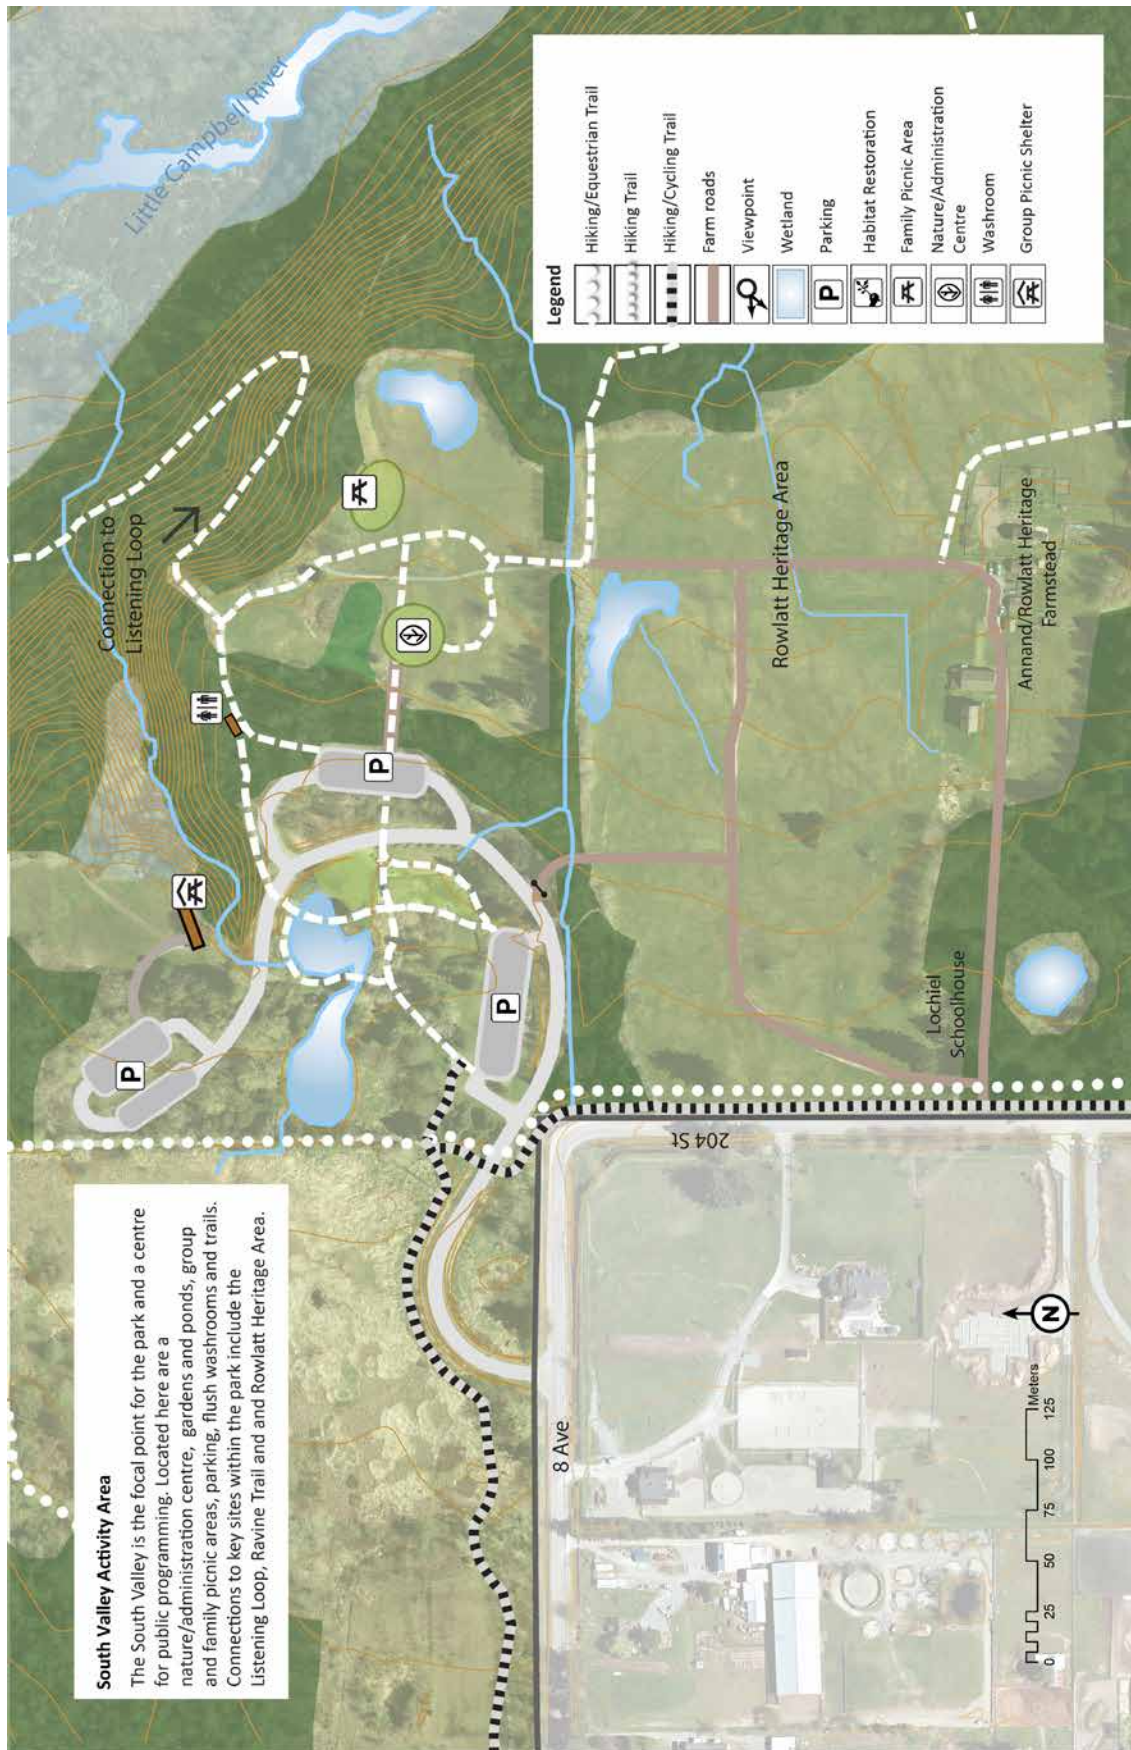 South Valley Activity Area
The South Valley is the focal point for the park and a centre
for public programming. Located here are a
nature/administration centre, gardens and ponds, group
and family picnic areas, parking, flush washrooms and trails.
Connections to key sites within the park include the
Listening Loop, Ravine Trail and and Rowlatt Heritage Area.
Little Campbell River
Connection to
Listening Loop
P
P
P
8 Ave
204 St
Rowlatt Heritage Area
Lochiel
Schoolhouse
Annand/Rowlatt Heritage
Farmstead
Legend
Hiking/Equestrian Trail
Hiking Trail
Hiking/Cycling Trail
Farm roads
Viewpoint
Wetland
P Parking
Habitat Restoration
Family Picnic Area
Nature/Administration
Centre
Washroom
Group Picnic Shelter
0 25 50 75 100 125
Meters
N